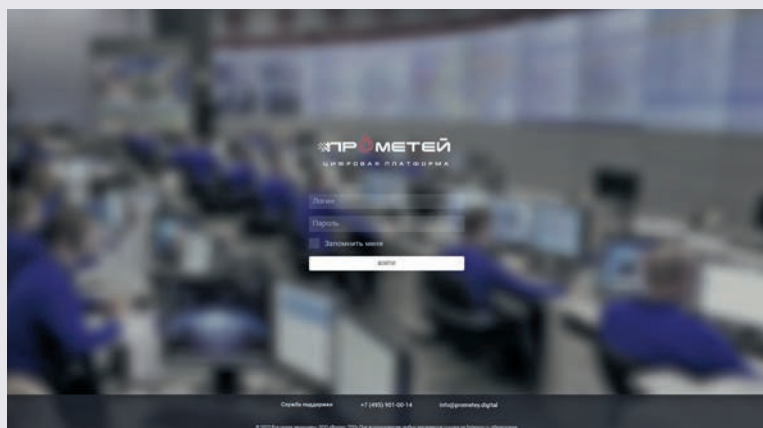 ПРОМЕТЕЙ
ЦИФРОВАЯ ПЛАТФОРМА
Логин
Пароль
Запомнить меня
ВОЙТИ
Служба поддержки +7 (495) 901-00-14 info@prometey.digital